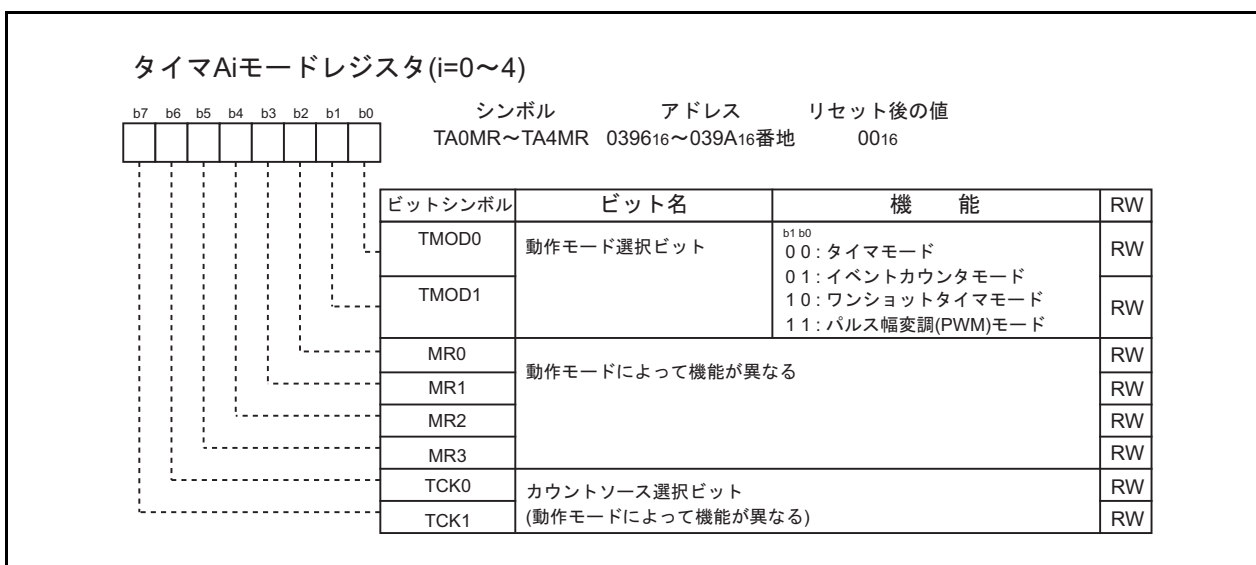 タイマAiモードレジスタ(i=0～4)
b7 b6 b5 b4 b3 b2 b1 b0
シンボル アドレス リセット後の値
TA0MR～TA4MR 039616～039A16番地 0016
ビットシンボル ビット名 機　能 RW
TMOD0 動作モード選択ビット b1 b0
0 0 : タイマモード RW
0 1 : イベントカウンタモード
TMOD1 1 0 : ワンショットタイマモード RW
1 1 : パルス幅変調(PWM)モード
MR0 動作モードによって機能が異なる RW
MR1 RW
MR2 RW
MR3 RW
TCK0 カウントソース選択ビット RW
TCK1 (動作モードによって機能が異なる) RW